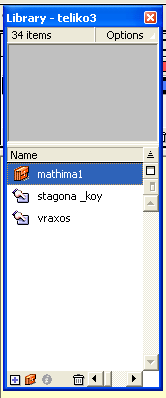 Library - teliko3
34 items Options
Name
mathima1
stagona _koy
vraxos